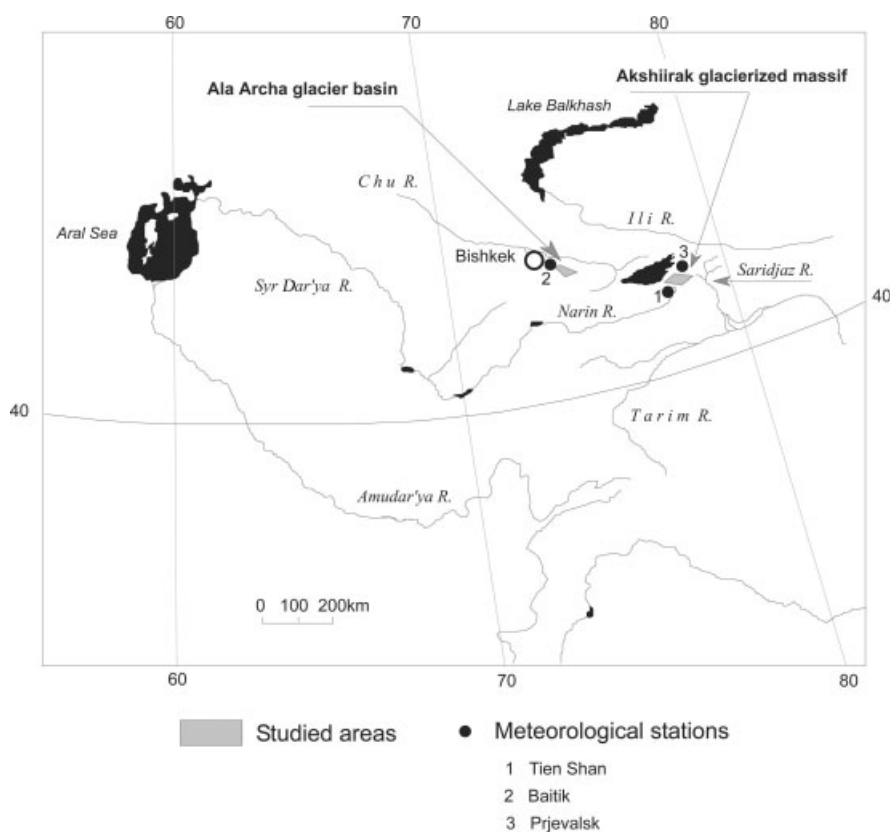 60
70
80
Ala Archa glacier basin
Akshiirak glacierized massif
Lake Balkhash
Chu R.
Ili R.
Aral Sea
Bishkek
3
Saridjaz R.
2
Syr Dar'ya R.
1
Narin R.
40
40
Tarim R.
Amudar'ya R.
0 100 200km
60
70
80
Studied areas
Meteorological stations
1 Tien Shan
2 Baitik
3 Prjevalsk